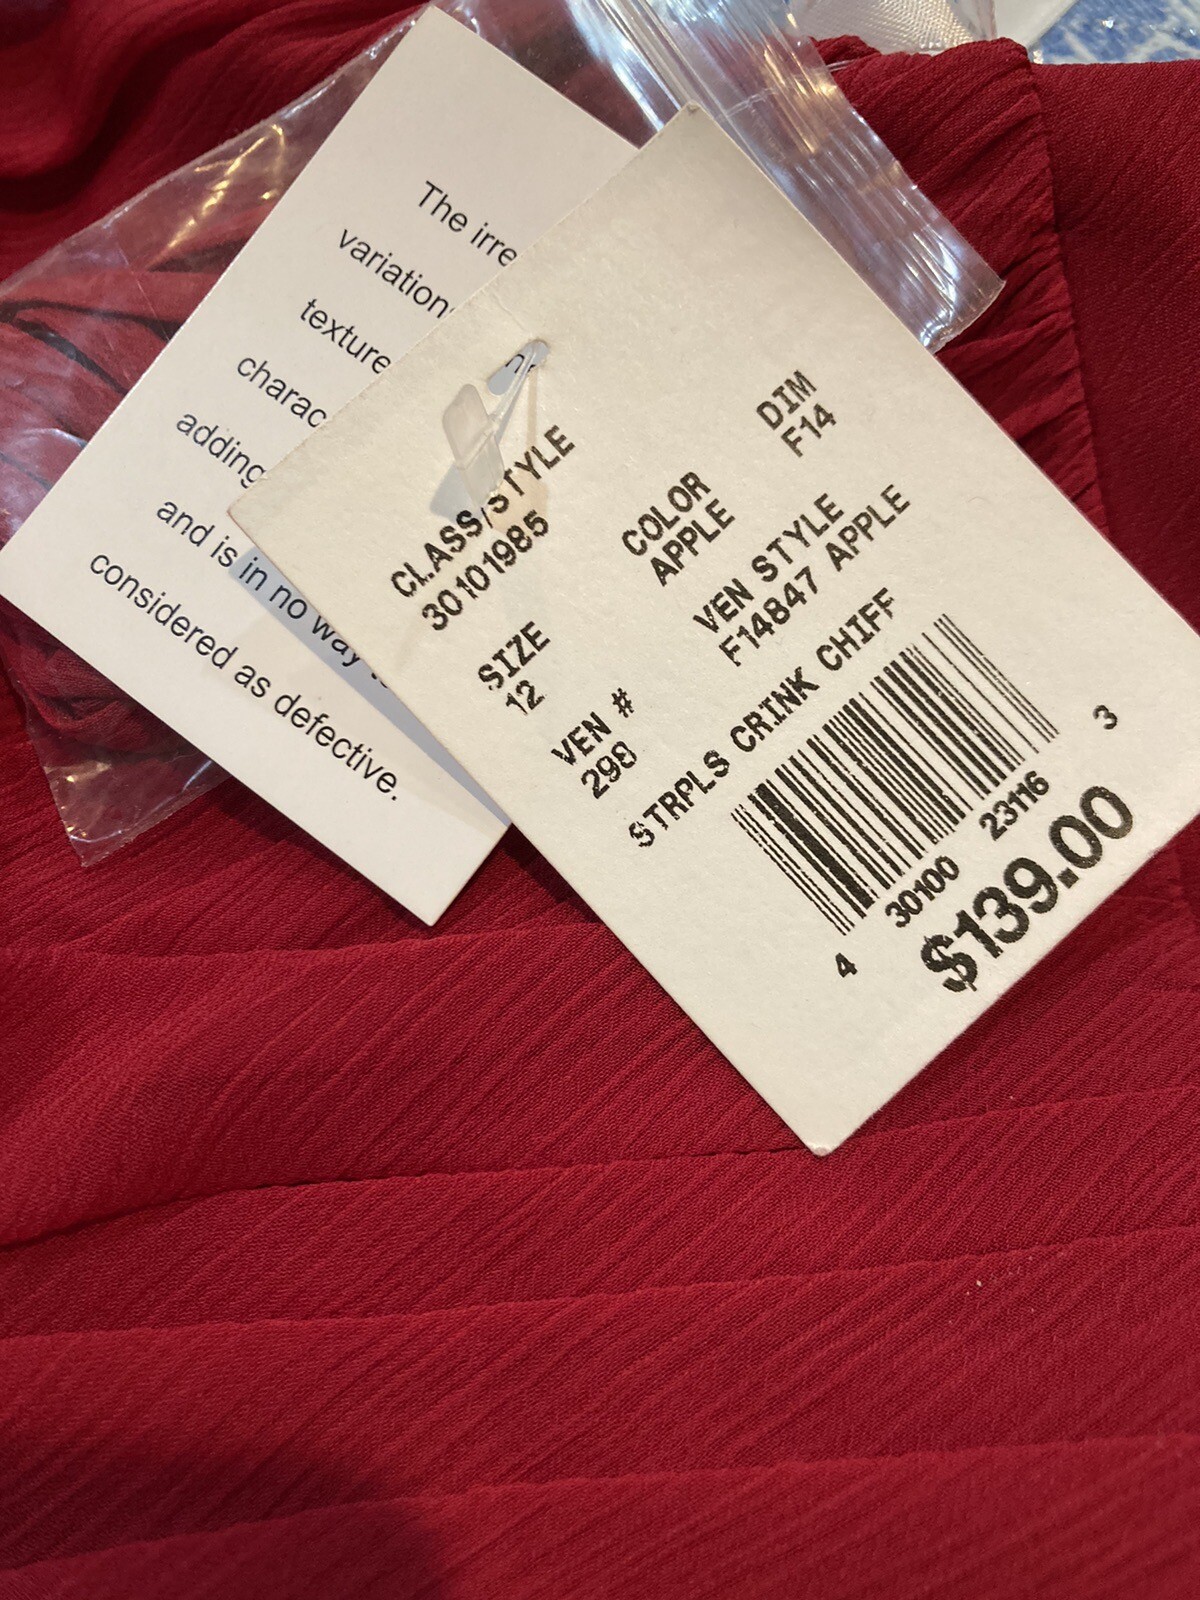 The irre
variation
texture
charac
adding
and is in no way
considered as defective.
CLASS/STYLE
30101985
COLOR
APPLE
DIM
F14
SIZE
12
VEN STYLE
F14847 APPLE
VEN #
298
STRPLS CRINK CHIFF
4 30100 23116 3
$139.00